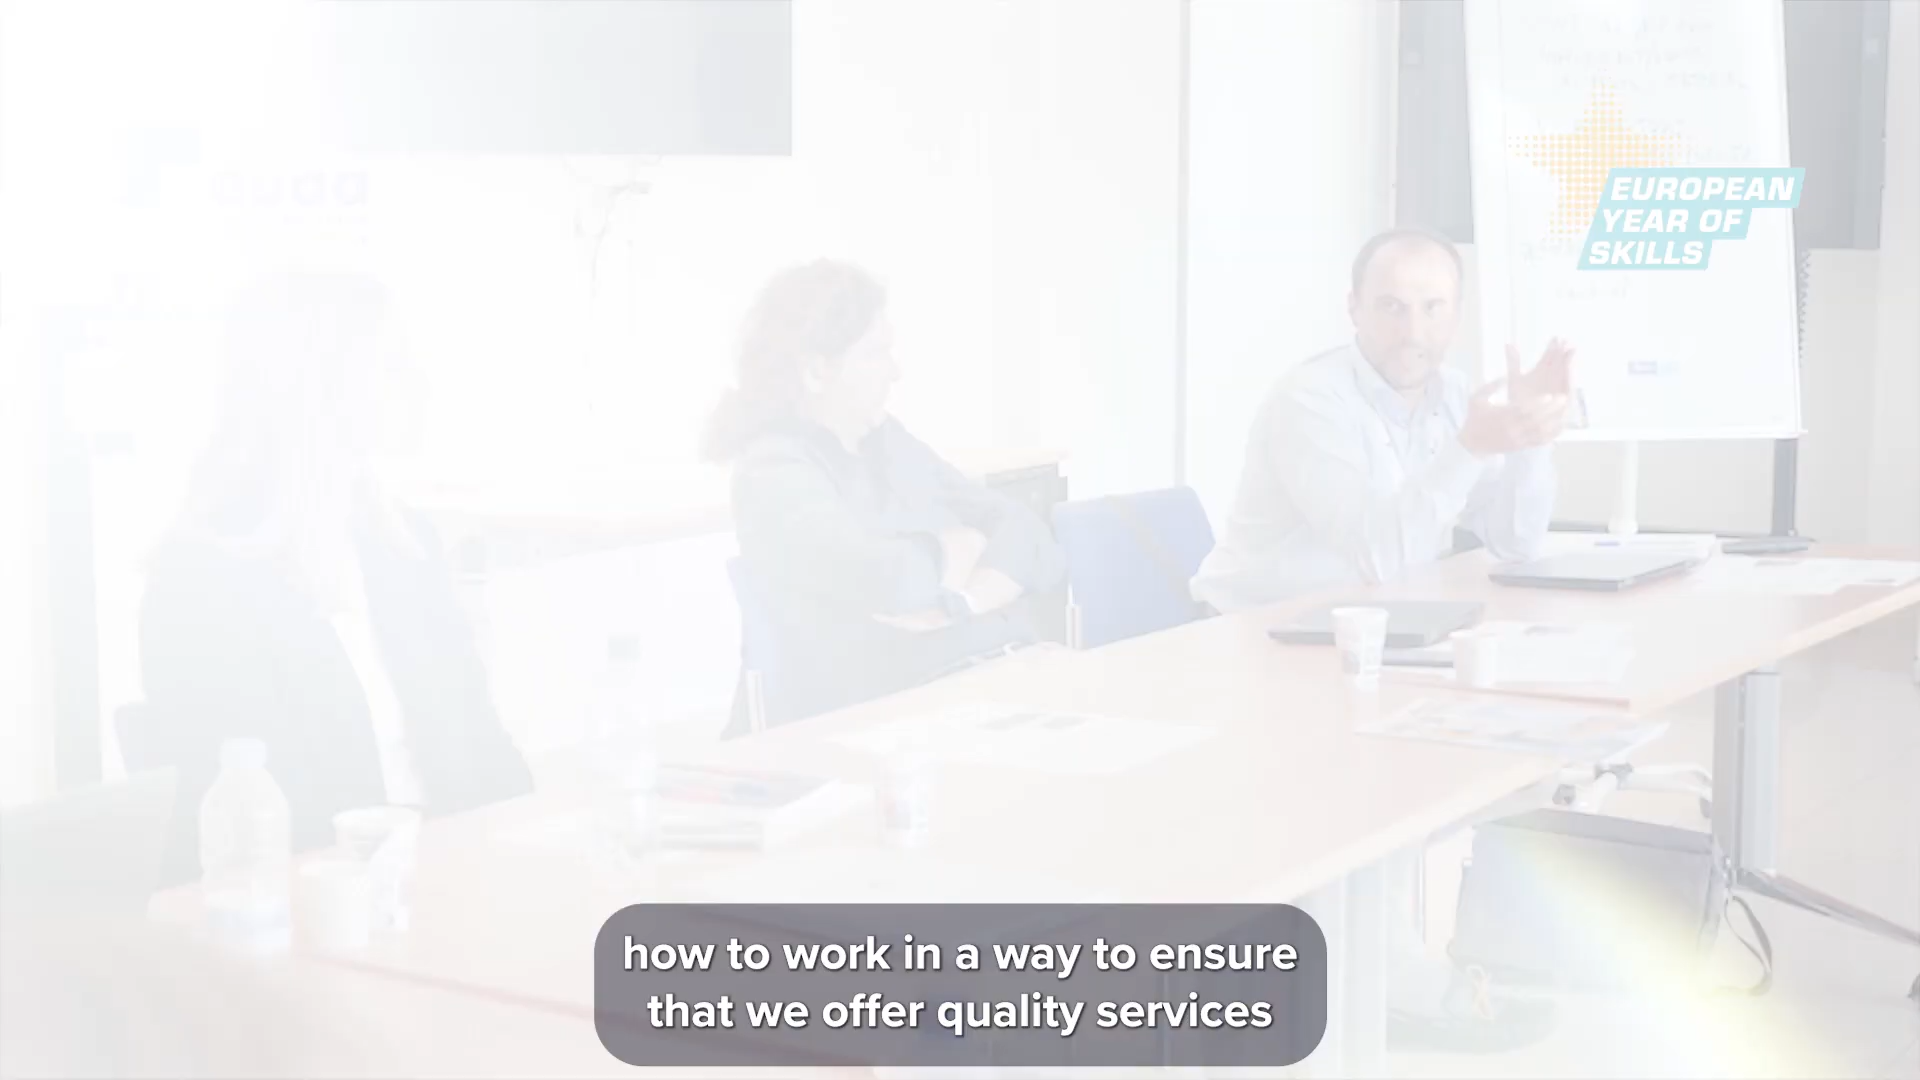 EUROPEAN
YEAR OF
SKILLS
how to work in a way to ensure
that we offer quality services